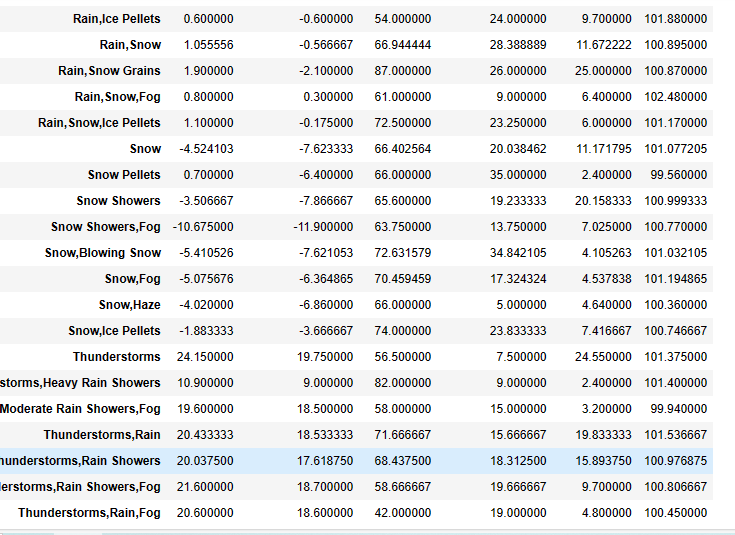 Rain,Ice Pellets 0.600000 -0.600000 54.000000 24.000000 9.700000 101.880000
Rain,Snow 1.055556 -0.566667 66.944444 28.388889 11.672222 100.895000
Rain,Snow Grains 1.900000 -2.100000 87.000000 26.000000 25.000000 100.870000
Rain,Snow,Fog 0.800000 0.300000 61.000000 9.000000 6.400000 102.480000
Rain,Snow,Ice Pellets 1.100000 -0.175000 72.500000 23.250000 6.000000 101.170000
Snow -4.524103 -7.623333 66.402564 20.038462 11.171795 101.077205
Snow Pellets 0.700000 -6.400000 66.000000 35.000000 2.400000 99.560000
Snow Showers -3.506667 -7.866667 65.600000 19.233333 20.158333 100.999333
Snow Showers,Fog -10.675000 -11.900000 63.750000 13.750000 7.025000 100.770000
Snow,Blowing Snow -5.410526 -7.621053 72.631579 34.842105 4.105263 101.032105
Snow,Fog -5.075676 -6.364865 70.459459 17.324324 4.537838 101.194865
Snow,Haze -4.020000 -6.860000 66.000000 5.000000 4.640000 100.360000
Snow,Ice Pellets -1.883333 -3.666667 74.000000 23.833333 7.416667 100.746667
Thunderstorms 24.150000 19.750000 56.500000 7.500000 24.550000 101.375000
storms,Heavy Rain Showers 10.900000 9.000000 82.000000 9.000000 2.400000 101.400000
Moderate Rain Showers,Fog 19.600000 18.500000 58.000000 15.000000 3.200000 99.940000
Thunderstorms,Rain 20.433333 18.533333 71.666667 15.666667 19.833333 101.536667
hunderstorms,Rain Showers 20.037500 17.618750 68.437500 18.312500 15.893750 100.976875
erstorms,Rain Showers,Fog 21.600000 18.700000 58.666667 19.666667 9.700000 100.806667
Thunderstorms,Rain,Fog 20.600000 18.600000 42.000000 19.000000 4.800000 100.450000